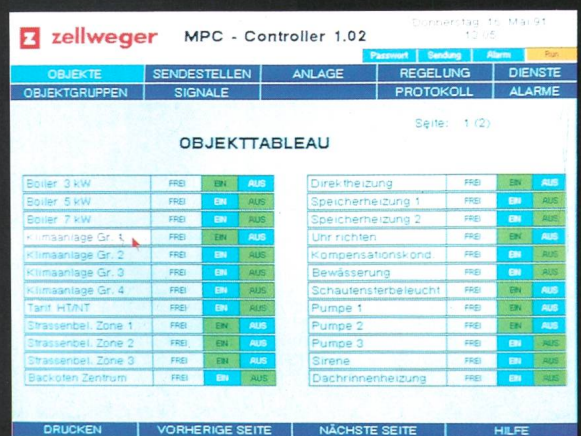 zellweger MPC - Controller 1.02 Donnerstag, 16. Mai 91
13:05
Passwort Sendung Alarm Run
OBJEKTE SENDESTELLEN ANLAGE REGELUNG DIENSTE
OBJEKTGRUPPEN SIGNALE PROTOKOLL ALARME
Seite: 1 (2)
OBJEKTTABLEAU
Boiler 3 kW FREI EIN AUS Direktheizung FREI EIN AUS
Boiler 5 kW FREI EIN AUS Speicherheizung 1 FREI EIN AUS
Boiler 7 kW FREI EIN AUS Speicherheizung 2 FREI EIN AUS
Klimaanlage Gr. 1 FREI EIN AUS Uhr richten FREI EIN AUS
Klimaanlage Gr. 2 FREI EIN AUS Kompensationskond. FREI EIN AUS
Klimaanlage Gr. 3 FREI EIN AUS Bewässerung FREI EIN AUS
Klimaanlage Gr. 4 FREI EIN AUS Schaufensterbeleucht FREI EIN AUS
Tarif HT/NT FREI EIN AUS Pumpe 1 FREI EIN AUS
Strassenbel. Zone 1 FREI EIN AUS Pumpe 2 FREI EIN AUS
Strassenbel. Zone 2 FREI EIN AUS Pumpe 3 FREI EIN AUS
Strassenbel. Zone 3 FREI EIN AUS Sirene FREI EIN AUS
Backofen Zentrum FREI EIN AUS Dachrinnenheizung FREI EIN AUS
DRUCKEN VORHERIGE SEITE NÄCHSTE SEITE HILFE